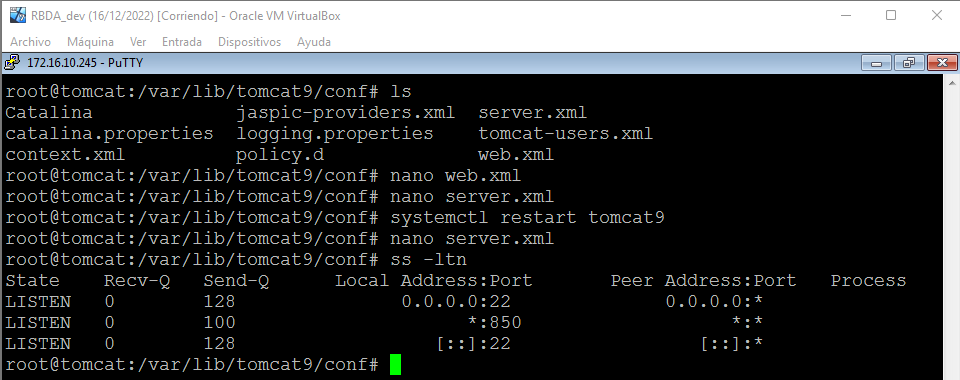 RBDA_dev (16/12/2022) [Corriendo] - Oracle VM VirtualBox
Archivo Máquina Ver Entrada Dispositivos Ayuda
172.16.10.245 - PuTTY
root@tomcat:/var/lib/tomcat9/conf# ls
Catalina jaspic-providers.xml server.xml
catalina.properties logging.properties tomcat-users.xml
context.xml policy.d web.xml
root@tomcat:/var/lib/tomcat9/conf# nano web.xml
root@tomcat:/var/lib/tomcat9/conf# nano server.xml
root@tomcat:/var/lib/tomcat9/conf# systemctl restart tomcat9
root@tomcat:/var/lib/tomcat9/conf# nano server.xml
root@tomcat:/var/lib/tomcat9/conf# ss -ltn
State Recv-Q Send-Q Local Address:Port Peer Address:Port Process
LISTEN 0 128 0.0.0.0:22 0.0.0.0:*
LISTEN 0 100 *:850 *:*
LISTEN 0 128 [::]:22 [::]:*
root@tomcat:/var/lib/tomcat9/conf#